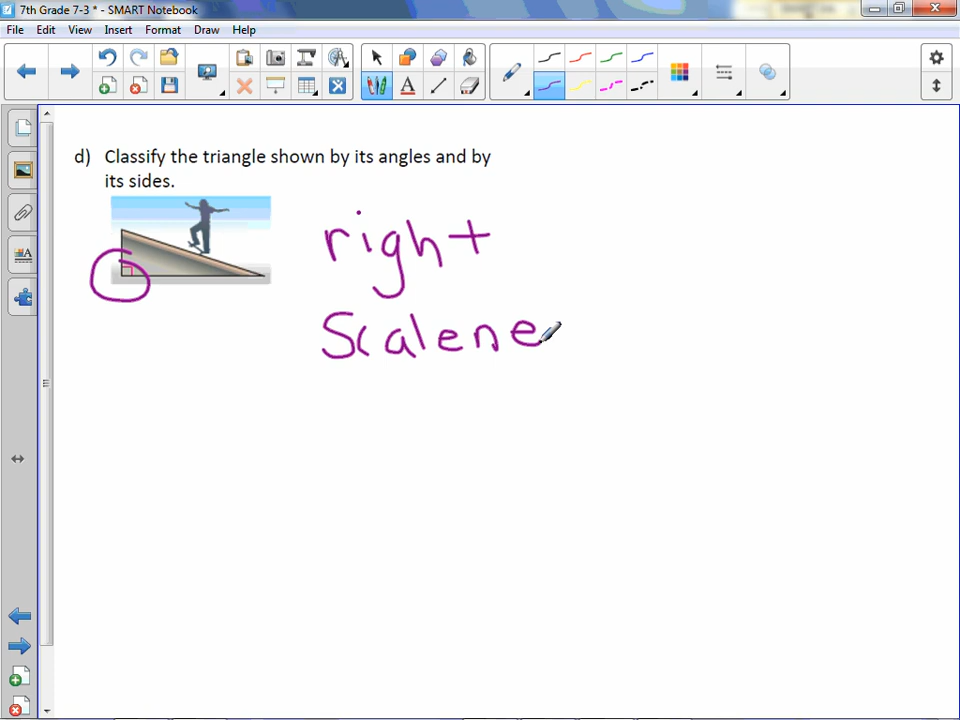 7th Grade 7-3 * - SMART Notebook
File Edit View Insert Format Draw Help
d) Classify the triangle shown by its angles and by
its sides.
right
Scalene